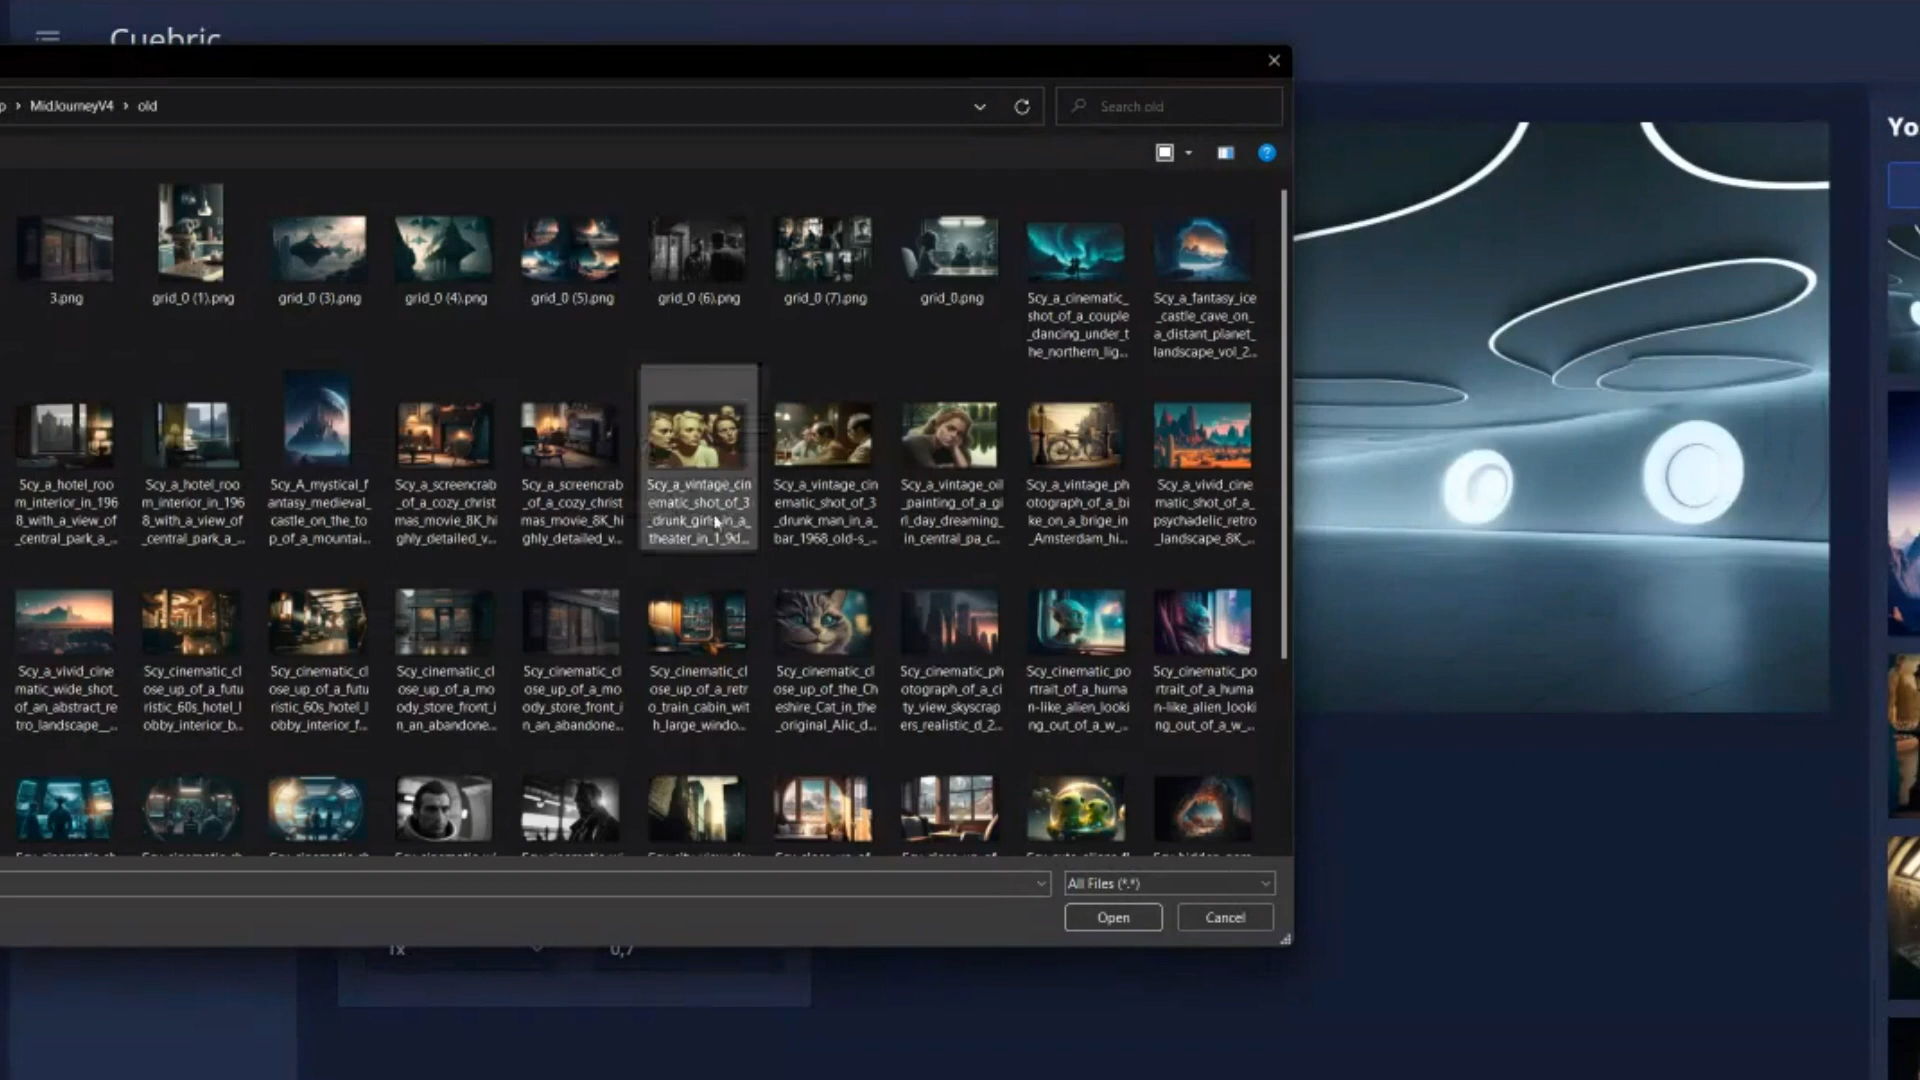 Cuebric
p › MidJourneyV4 › old
Search old
Yo
3.png
grid_0 (1).png
grid_0 (3).png
grid_0 (4).png
grid_0 (5).png
grid_0 (6).png
grid_0 (7).png
grid_0.png
Scy_a_cinematic_
shot_of_a_couple
_dancing_under_t
he_northern_lig...
Scy_a_fantasy_ice
_castle_cave_on_
a_distant_planet_
landscape_vol_2...
Scy_a_hotel_roo
m_interior_in_196
8_with_a_view_of
_central_park_a_...
Scy_a_hotel_roo
m_interior_in_196
8_with_a_view_of
_central_park_a_...
Scy_A_mystical_f
antasy_medieval_
castle_on_the_to
p_of_a_mountai...
Scy_a_screencrab
_of_a_cozy_christ
mas_movie_8K_hi
ghly_detailed_v...
Scy_a_screencrab
_of_a_cozy_christ
mas_movie_8K_hi
ghly_detailed_v...
Scy_a_vintage_cin
ematic_shot_of_3
_drunk_girls_in_a_
theater_in_1_9d...
Scy_a_vintage_cin
ematic_shot_of_3
_drunk_man_in_a_
bar_1968_old-s_...
Scy_a_vintage_oil
_painting_of_a_gi
rl_day_dreaming_
in_central_pa_c...
Scy_a_vintage_ph
otograph_of_a_bi
ke_on_a_brige_in
_Amsterdam_hi...
Scy_a_vivid_cine
matic_shot_of_a_
psychadelic_retro
_landscape_8K_...
Scy_a_vivid_cine
matic_wide_shot_
of_an_abstract_re
tro_landscape__...
Scy_cinematic_cl
ose_up_of_a_futu
ristic_60s_hotel_l
obby_interior_b...
Scy_cinematic_cl
ose_up_of_a_futu
ristic_60s_hotel_l
obby_interior_f...
Scy_cinematic_cl
ose_up_of_a_mo
ody_store_front_i
n_an_abandone...
Scy_cinematic_cl
ose_up_of_a_mo
ody_store_front_i
n_an_abandone...
Scy_cinematic_cl
ose_up_of_a_retr
o_train_cabin_wit
h_large_windo...
Scy_cinematic_cl
ose_up_of_the_Ch
eshire_Cat_in_the
_original_Alic_d...
Scy_cinematic_ph
otograph_of_a_ci
ty_view_skyscrap
ers_realistic_d_2...
Scy_cinematic_po
rtrait_of_a_huma
n-like_alien_looki
ng_out_of_a_w_...
Scy_cinematic_po
rtrait_of_a_huma
n-like_alien_looki
ng_out_of_a_w_...
All Files (*.*)
Open
Cancel
1x
0,7